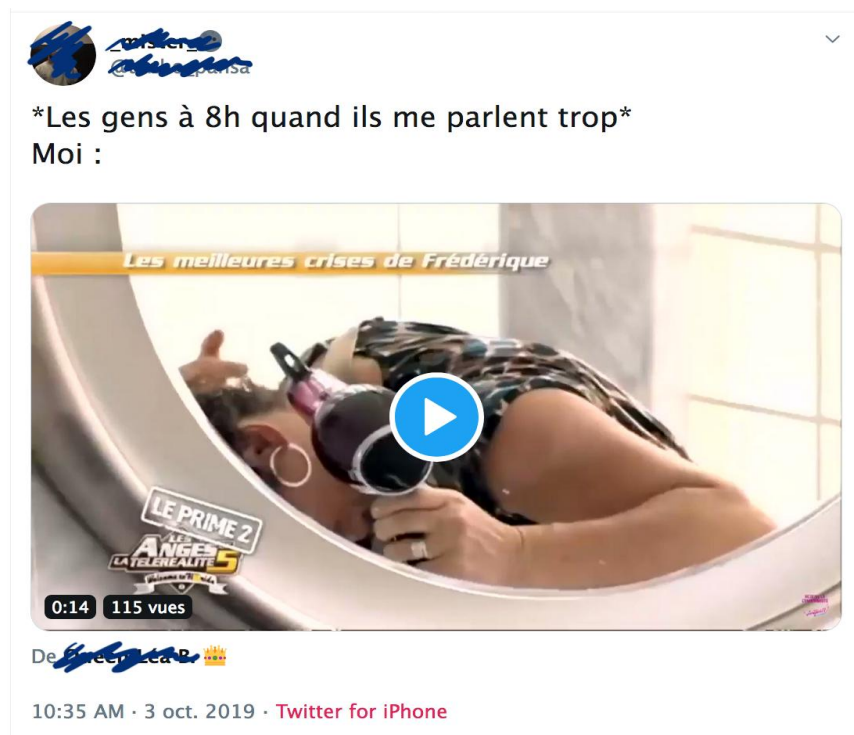 *Les gens à 8h quand ils me parlent trop*
Moi :
Les meilleures crises de Frédérique
LE PRIME 2
LES
ANGES
LA TELEREALITE 5
0:14 115 vues
De
10:35 AM · 3 oct. 2019 · Twitter for iPhone